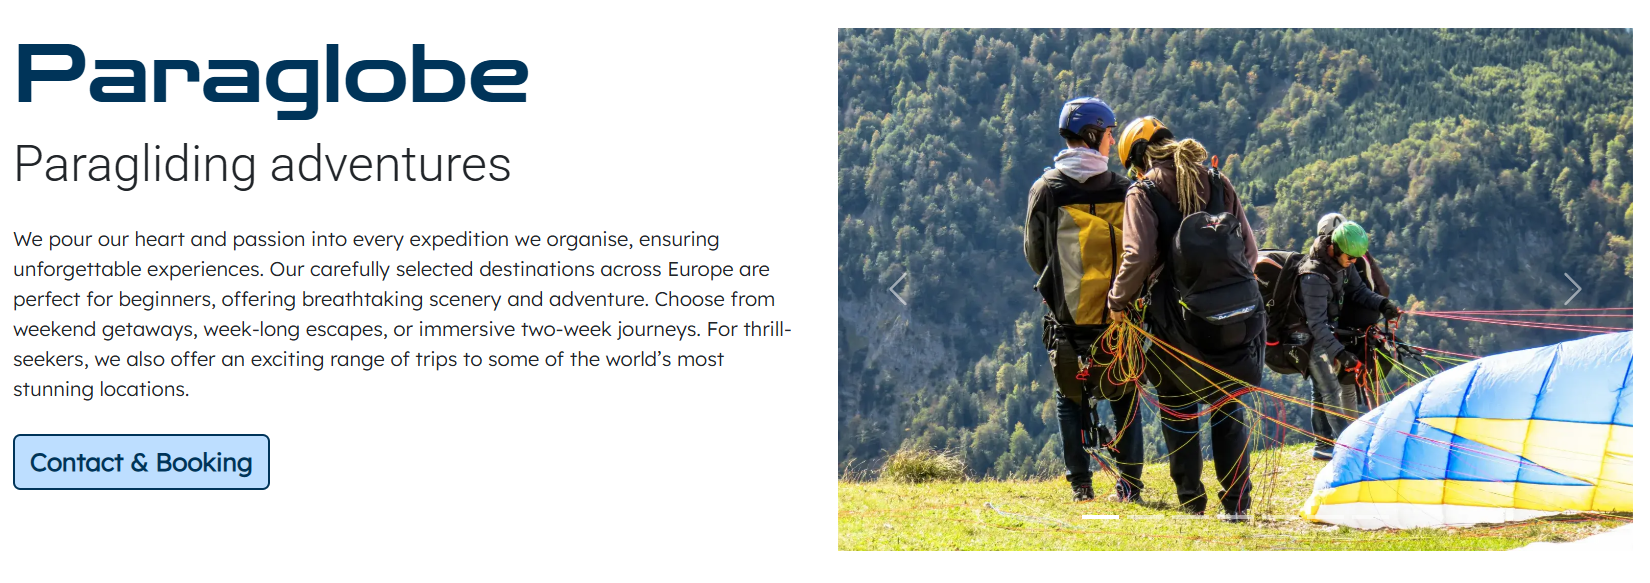 Paraglobe
Paragliding adventures
We pour our heart and passion into every expedition we organise, ensuring
unforgettable experiences. Our carefully selected destinations across Europe are
perfect for beginners, offering breathtaking scenery and adventure. Choose from
weekend getaways, week-long escapes, or immersive two-week journeys. For thrill-
seekers, we also offer an exciting range of trips to some of the world’s most
stunning locations.
Contact & Booking